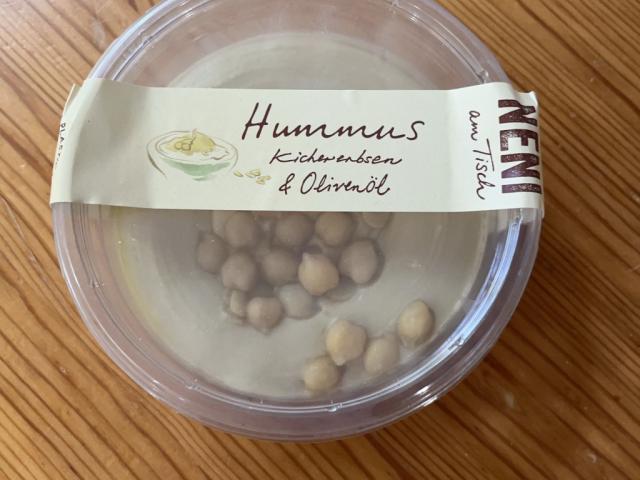 Hummus
Kichererbsen
& Olivenöl
NENI
am Tisch